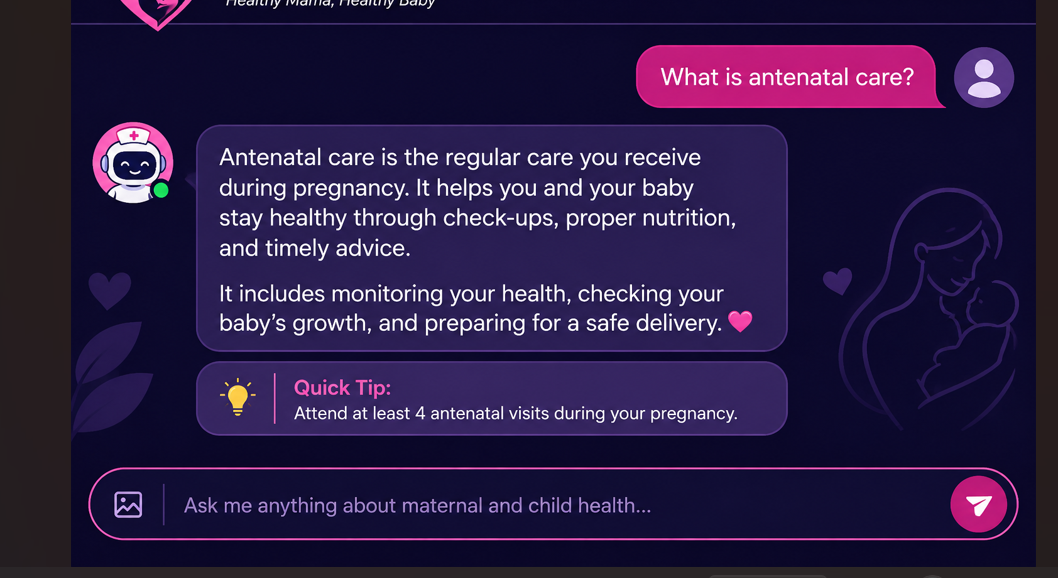 Healthy Mama, Healthy Baby
What is antenatal care?
Antenatal care is the regular care you receive
during pregnancy. It helps you and your baby
stay healthy through check-ups, proper nutrition,
and timely advice.
It includes monitoring your health, checking your
baby's growth, and preparing for a safe delivery.
Quick Tip:
Attend at least 4 antenatal visits during your pregnancy.
Ask me anything about maternal and child health...